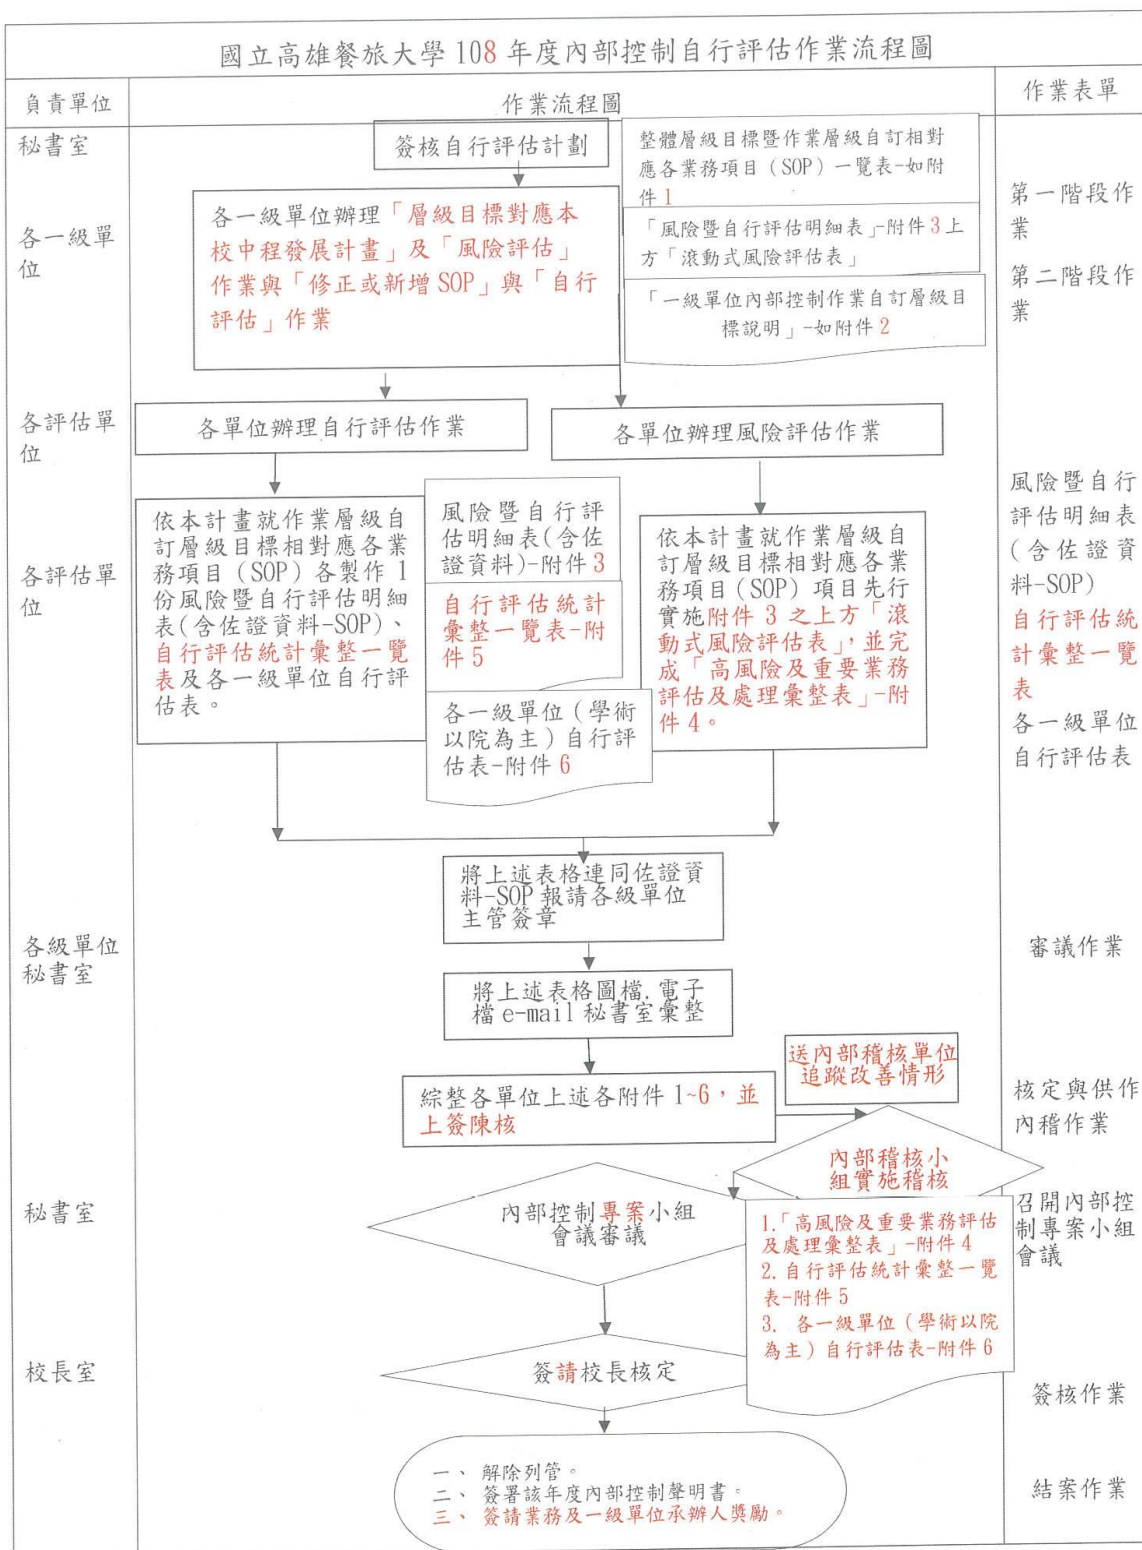 國立高雄餐旅大學 108 年度內部控制自行評估作業流程圖
負責單位
作業流程圖
作業表單
秘書室
簽核自行評估計劃
整體層級目標暨作業層級自訂相對
應各業務項目（SOP）一覽表-如附
件 1
第一階段作
業
各一級單
位
各一級單位辦理「層級目標對應本
校中程發展計畫」及「風險評估」
作業與「修正或新增 SOP」與「自行
評估」作業
「風險暨自行評估明細表」-附件 3 上
方「滾動式風險評估表」
第二階段作
業
「一級單位內部控制作業自訂層級目
標說明」-如附件 2
各評估單
位
各單位辦理自行評估作業
各單位辦理風險評估作業
各評估單
位
依本計畫就作業層級自
訂層級目標相對應各業
務項目（SOP）各製作 1
份風險暨自行評估明細
表(含佐證資料-SOP)、
自行評估統計彙整一覽
表及各一級單位自行評
估表。
風險暨自行評
估明細表(含佐
證資料)-附件 3
自行評估統計
彙整一覽表-附
件 5
各一級單位（學術
以院為主）自行評
估表-附件 6
依本計畫就作業層級自
訂層級目標相對應各業
務項目(SOP) 項目先行
實施附件 3 之上方「滾
動式風險評估表」，並完
成「高風險及重要業務
評估及處理彙整表」-附
件 4。
風險暨自行
評估明細表
(含佐證資
料-SOP)
自行評估統
計彙整一覽
表
各一級單位
自行評估表
將上述表格連同佐證資
料-SOP 報請各級單位
主管簽章
各級單位
秘書室
審議作業
將上述表格圖檔.電子
檔 e-mail 秘書室彙整
送內部稽核單位
追蹤改善情形
綜整各單位上述各附件 1~6，並
上簽陳核
核定與供作
內稽作業
內部稽核小
組實施稽核
秘書室
內部控制專案小組
會議審議
召開內部控
制專案小組
會議
1.「高風險及重要業務評估
及處理彙整表」-附件 4
2. 自行評估統計彙整一覽
表-附件 5
3. 各一級單位（學術以院
為主）自行評估表-附件 6
校長室
簽請校長核定
簽核作業
一、 解除列管。
二、 簽署該年度內部控制聲明書。
三、 簽請業務及一級單位承辦人獎勵。
結案作業